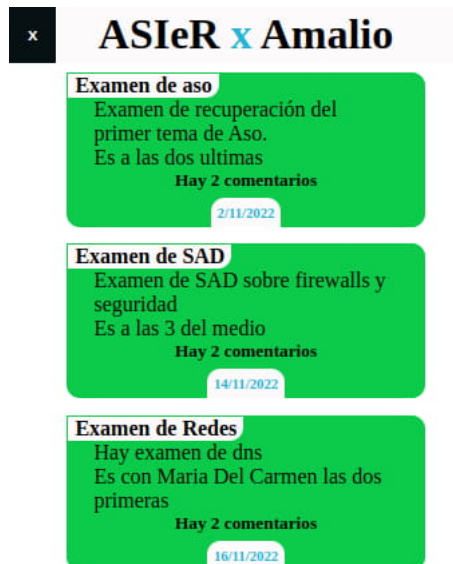 x
ASIeR x Amalio
Examen de aso
Examen de recuperación del
primer tema de Aso.
Es a las dos ultimas
Hay 2 comentarios
2/11/2022
Examen de SAD
Examen de SAD sobre firewalls y
seguridad
Es a las 3 del medio
Hay 2 comentarios
14/11/2022
Examen de Redes
Hay examen de dns
Es con Maria Del Carmen las dos
primeras
Hay 2 comentarios
16/11/2022